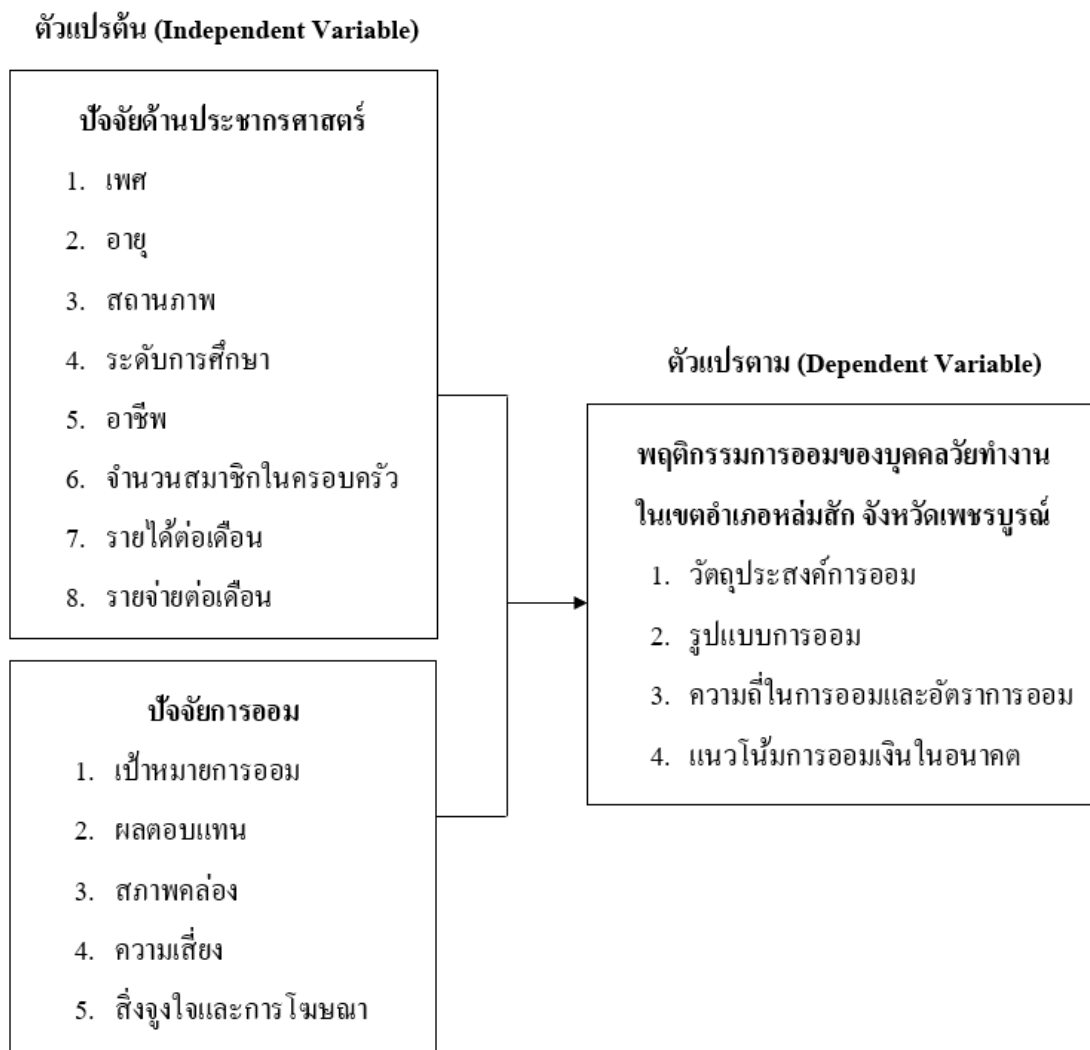 ตัวแปรต้น (Independent Variable)
ปัจจัยด้านประชากรศาสตร์
1. เพศ
2. อายุ
3. สถานภาพ
4. ระดับการศึกษา
5. อาชีพ
6. จำนวนสมาชิกในครอบครัว
7. รายได้ต่อเดือน
8. รายจ่ายต่อเดือน
ปัจจัยการออม
1. เป้าหมายการออม
2. ผลตอบแทน
3. สภาพคล่อง
4. ความเสี่ยง
5. สิ่งจูงใจและการโฆษณา
ตัวแปรตาม (Dependent Variable)
พฤติกรรมการออมของบุคคลวัยทำงาน
ในเขตอำเภอหล่มสัก จังหวัดเพชรบูรณ์
1. วัตถุประสงค์การออม
2. รูปแบบการออม
3. ความถี่ในการออมและอัตราการออม
4. แนวโน้มการออมเงินในอนาคต